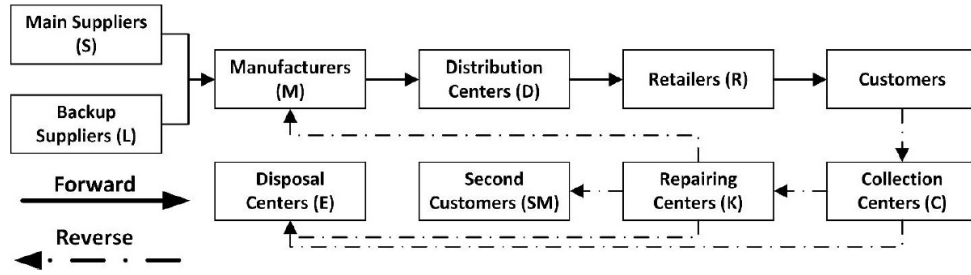 Main Suppliers
(S)
Backup
Suppliers (L)
Manufacturers
(M)
Distribution
Centers (D)
Retailers (R)
Customers
Forward
Reverse
Disposal
Centers (E)
Second
Customers (SM)
Repairing
Centers (K)
Collection
Centers (C)